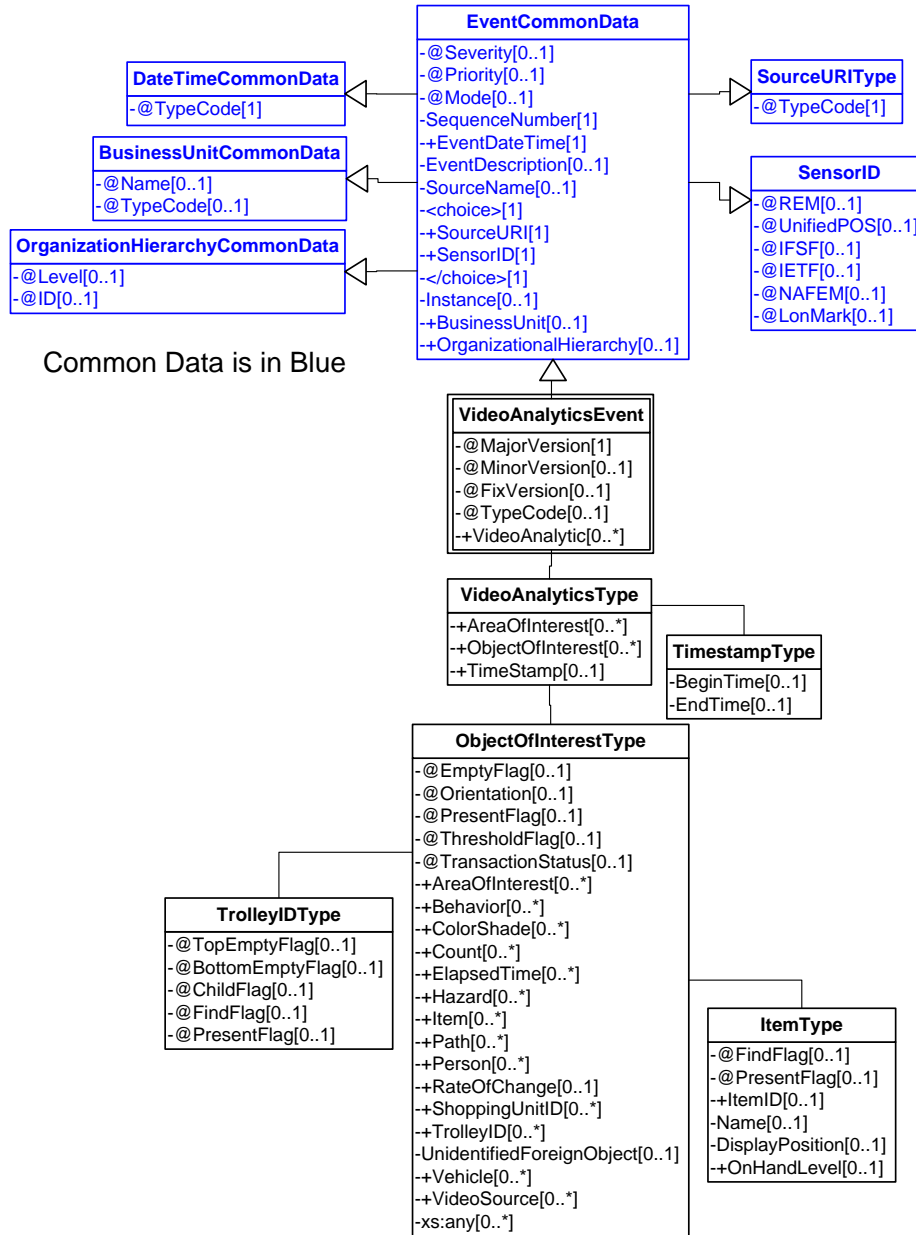 EventCommonData
-@Severity[0..1]
-@Priority[0..1]
-@Mode[0..1]
-SequenceNumber[1]
-+EventDateTime[1]
-EventDescription[0..1]
-SourceName[0..1]
-<choice>[1]
-+SourceURI[1]
-+SensorID[1]
-</choice>[1]
-Instance[0..1]
-+BusinessUnit[0..1]
-+OrganizationalHierarchy[0..1]
DateTimeCommonData
-@TypeCode[1]
BusinessUnitCommonData
-@Name[0..1]
-@TypeCode[0..1]
OrganizationHierarchyCommonData
-@Level[0..1]
-@ID[0..1]
SourceURIType
-@TypeCode[1]
SensorID
-@REM[0..1]
-@UnifiedPOS[0..1]
-@IFSF[0..1]
-@IETF[0..1]
-@NAFEM[0..1]
-@LonMark[0..1]
Common Data is in Blue
VideoAnalyticsEvent
-@MajorVersion[1]
-@MinorVersion[0..1]
-@FixVersion[0..1]
-@TypeCode[0..1]
-+VideoAnalytic[0..*]
VideoAnalyticsType
-+AreaOfInterest[0..*]
-+ObjectOfInterest[0..*]
-+TimeStamp[0..1]
TimestampType
-BeginTime[0..1]
-EndTime[0..1]
ObjectOfInterestType
-@EmptyFlag[0..1]
-@Orientation[0..1]
-@PresentFlag[0..1]
-@ThresholdFlag[0..1]
-@TransactionStatus[0..1]
-+AreaOfInterest[0..*]
-+Behavior[0..*]
-+ColorShade[0..*]
-+Count[0..*]
-+ElapsedTime[0..*]
-+Hazard[0..*]
-+Item[0..*]
-+Path[0..*]
-+Person[0..*]
-+RateOfChange[0..1]
-+ShoppingUnitID[0..*]
-+TrolleyID[0..*]
-UnidentifiedForeignObject[0..1]
-+Vehicle[0..*]
-+VideoSource[0..*]
-xs:any[0..*]
TrolleyIDType
-@TopEmptyFlag[0..1]
-@BottomEmptyFlag[0..1]
-@ChildFlag[0..1]
-@FindFlag[0..1]
-@PresentFlag[0..1]
ItemType
-@FindFlag[0..1]
-@PresentFlag[0..1]
-+ItemID[0..1]
-Name[0..1]
-DisplayPosition[0..1]
-+OnHandLevel[0..1]